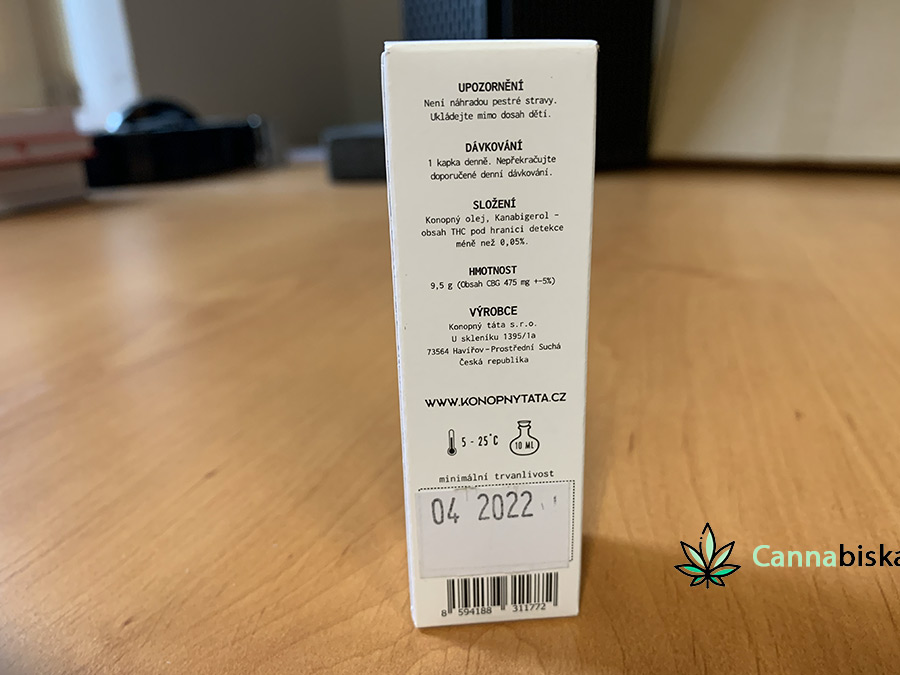 UPOZORNĚNÍ
Není náhradou pestré stravy.
Ukládejte mimo dosah dětí.
DÁVKOVÁNÍ
1 kapka denně. Nepřekračujte
doporučené denní dávkování.
SLOŽENÍ
Konopný olej, Kanabigerol –
obsah THC pod hranici detekce
méně než 0,05%.
HMOTNOST
9,5 g (Obsah CBG 475 mg +-5%)
VÝROBCE
Konopný táta s.r.o.
U skleníku 1395/1a
73564 Havířov-Prostřední Suchá
Česká republika
WWW.KONOPNYTATA.CZ
5 - 25°C
10 ML
minimální trvanlivost
04 2022
8 594188 311772
Cannabiska